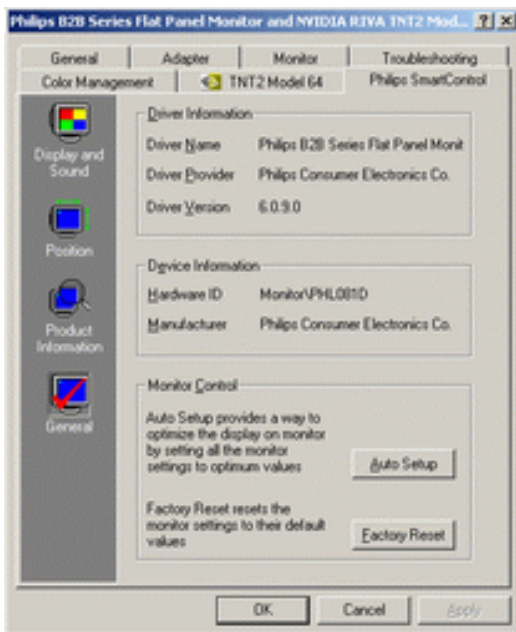 Philips B2B Series Flat Panel Monitor and NVIDIA RIVA TNT2 Mod...
General Adapter Monitor Troubleshooting
Color Management TNT2 Model 64 Philips SmartControl
Display and
Sound
Position
Product
Information
General
Driver Information
Driver Name Philips B2B Series Flat Panel Monit
Driver Provider Philips Consumer Electronics Co.
Driver Version 6.0.9.0
Device Information
Hardware ID Monitor\PHL081D
Manufacturer Philips Consumer Electronics Co.
Monitor Control
Auto Setup provides a way to
optimize the display on monitor
by setting all the monitor
settings to optimum values
Auto Setup
Factory Reset resets the
monitor settings to their default
values
Factory Reset
OK Cancel Apply